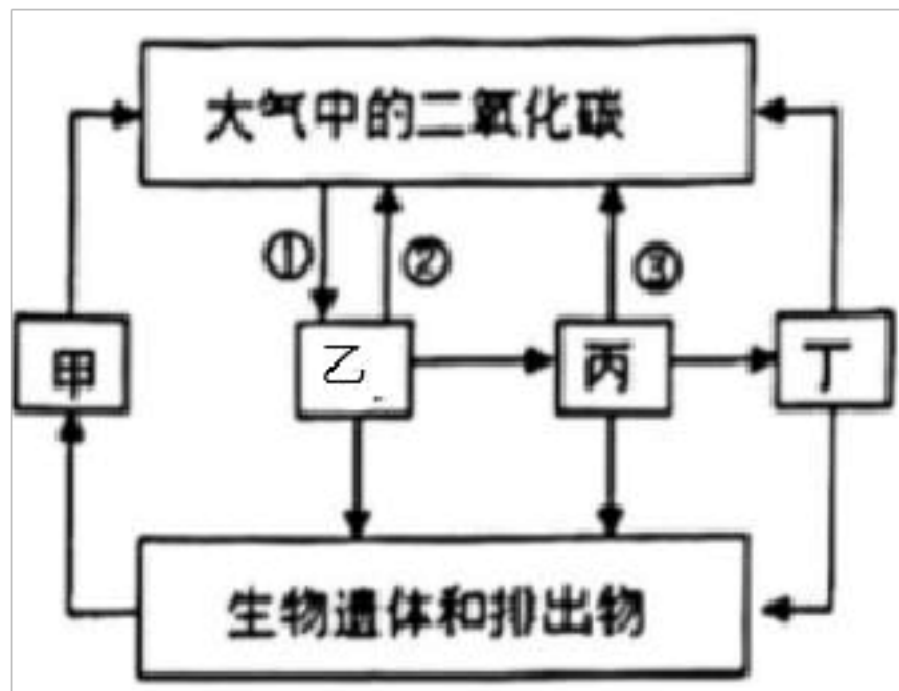 大气中的二氧化碳
① ② ③
甲 乙 丙 丁
生物遗体和排出物